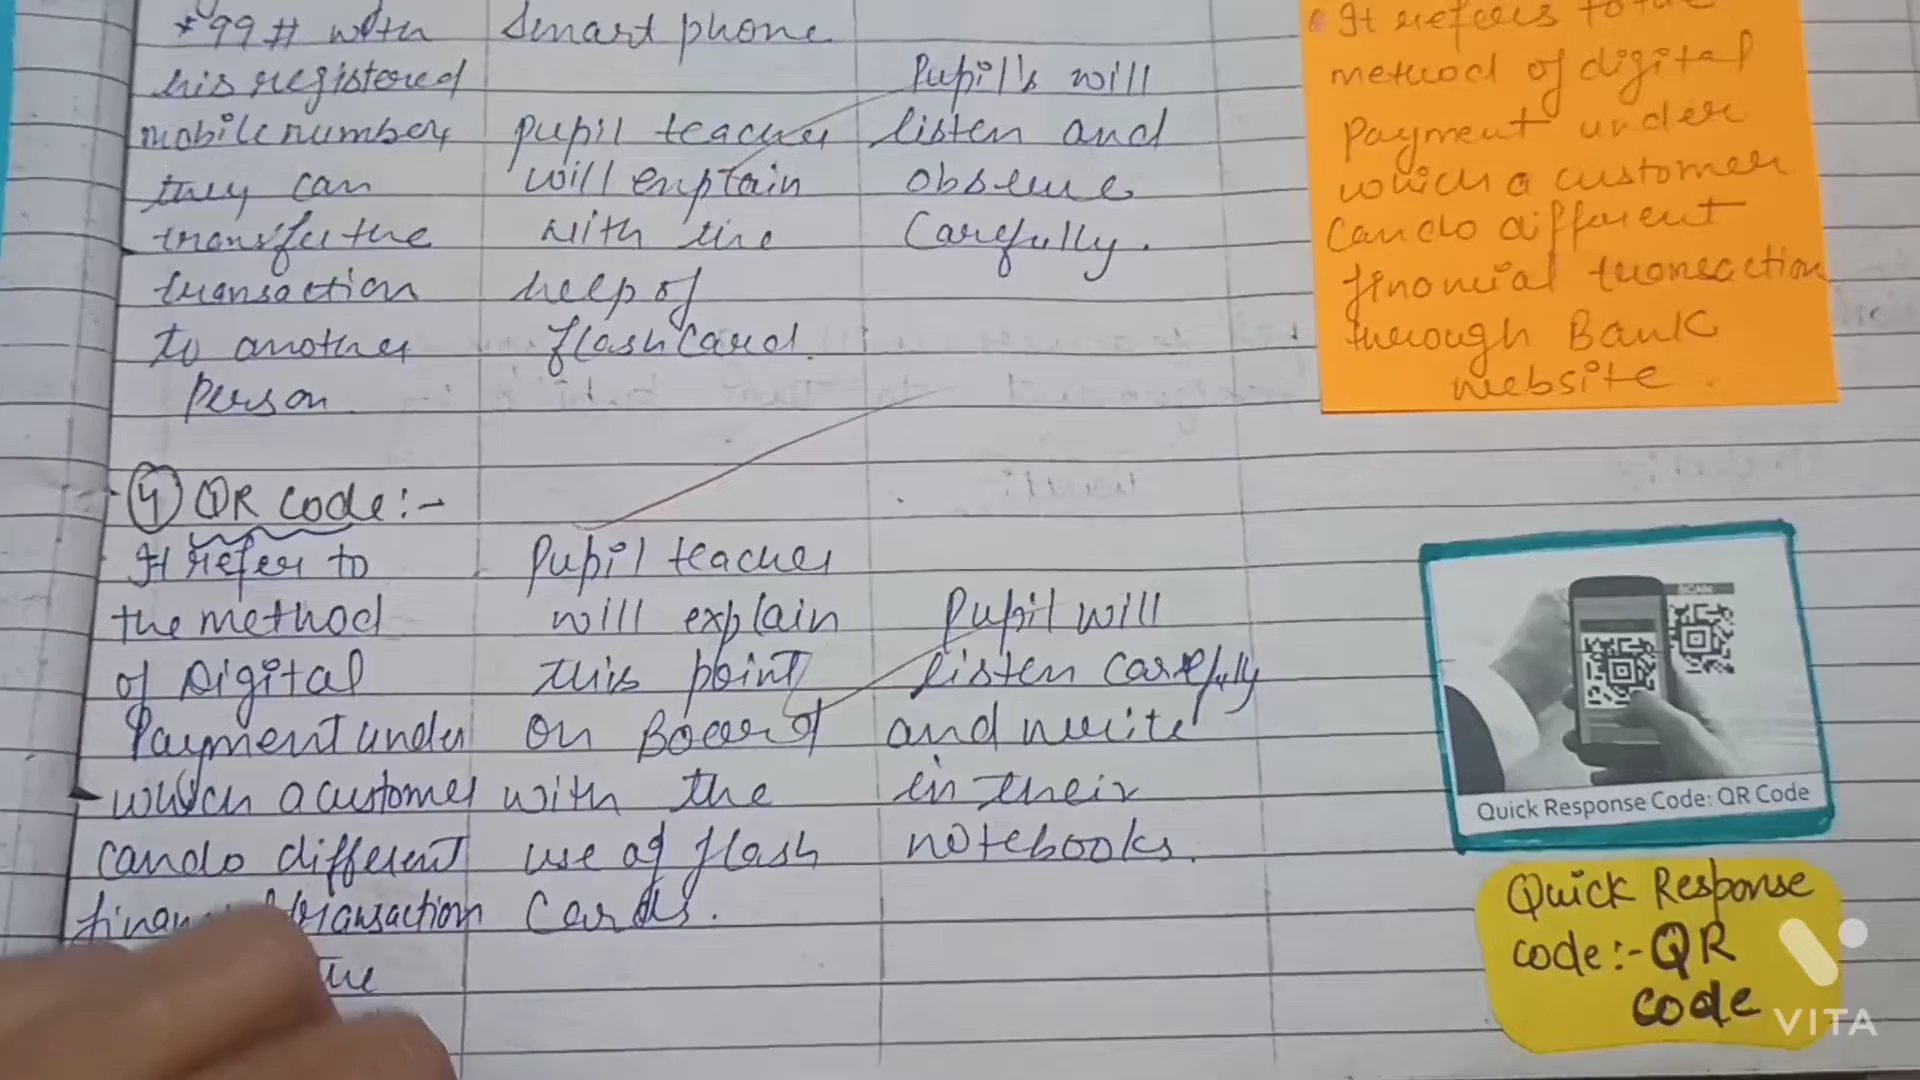 *99# with
his registered
mobile number
they can
transfer the
transaction
to another
Person
Smart phone
pupil teacher
will explain
with the
help of
flash Card.
Pupil's will
listen and
observe
Carefully.
It refers to the
method of digital
Payment under
which a customer
can do different
financial transaction
through Bank
website.
4 QR code:-
It refer to
the method
of Digital
Payment under
which a customer
can do different
transaction
the
Pupil teacher
will explain
this point
on Board
with the
use of flash
Cards.
Pupil will
listen carefully
and write
in their
notebooks.
SCAN
Quick Response Code: QR Code
Quick Response
code:- QR
code
VITA